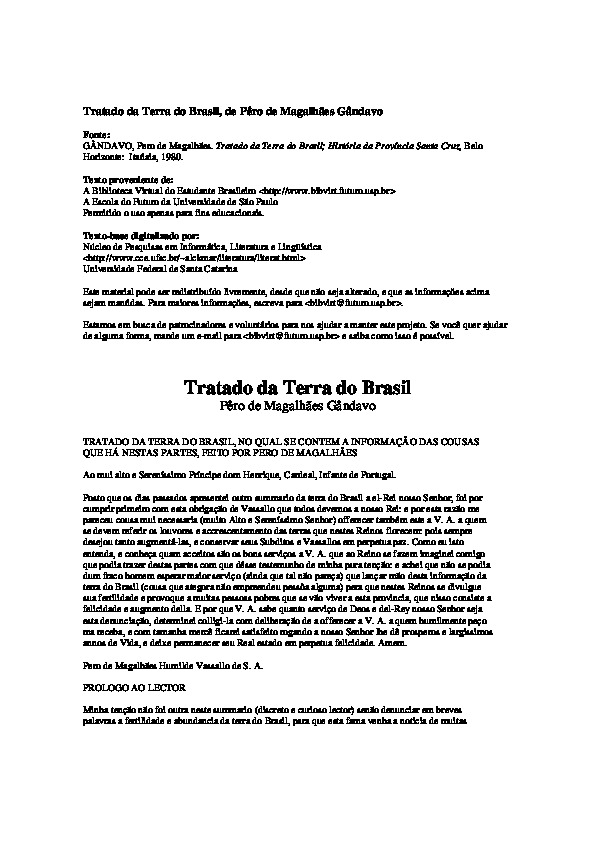 Tratado da Terra do Brasil, de Pêro de Magalhães Gândavo
Fonte:
GÂNDAVO, Pero de Magalhães. Tratado da Terra do Brasil; História da Província Santa Cruz, Belo
Horizonte: Itatiaia, 1980.
Texto proveniente de:
A Biblioteca Virtual do Estudante Brasileiro <http://www.bibvirt.futuro.usp.br>
A Escola do Futuro da Universidade de São Paulo
Permitido o uso apenas para fins educacionais.
Texto-base digitalizado por:
Núcleo de Pesquisas em Informática, Literatura e Lingüística
<http://www.cce.ufsc.br/~alckmar/literatura/literat.html>
Universidade Federal de Santa Catarina
Este material pode ser redistribuído livremente, desde que não seja alterado, e que as informações acima
sejam mantidas. Para maiores informações, escreva para <bibvirt@futuro.usp.br>.
Estamos em busca de patrocinadores e voluntários para nos ajudar a manter este projeto. Se você quer ajudar
de alguma forma, mande um e-mail para <bibvirt@futuro.usp.br> e saiba como isso é possível.
Tratado da Terra do Brasil
Pêro de Magalhães Gândavo
TRATADO DA TERRA DO BRASIL, NO QUAL SE CONTEM A INFORMAÇÃO DAS COUSAS
QUE HÁ NESTAS PARTES, FEITO POR PERO DE MAGALHÃES
Ao mui alto e Serenissimo Principe dom Henrique, Cardeal, Infante de Portugal.
Posto que os dias passados apresentei outro summario da terra do Brasil a el-Rei nosso Senhor, foi por
cumprir primeiro com esta obrigação de Vassallo que todos devemos a nosso Rei: e por esta razão me
pareceu cousa mui necessaria (muito Alto e Serenissimo Senhor) offerecer também este a V. A. a quem
se devem referir os louvores e accrescentamento das terras que nestes Reinos florecem: pois sempre
desejou tanto augmentá-las, e conservar seus Subditos e Vassallos em perpetua paz. Como eu isto
entenda, e conheça quam acceitos são os bons serviços a V. A. que ao Reino se fazem imaginei comigo
que podia trazer destas partes com que désse testemunho de minha pura tenção: e achei que não se podia
dum fraco homem esperar maior serviço (ainda que tal não pareça) que lançar mão desta informação da
terra do Brasil (cousa que ategora não empreendeu pessôa alguma) pera que nestes Reinos se divulgue
sua fertilidade e provoque a muitas pessoas pobres que se vão viver a esta provincia, que nisso consiste a
felicidade e augmento della. E por que V. A. sabe quanto serviço de Deos e del-Rey nosso Senhor seja
esta denunciação, determinei colligi-la com deliberação de a offerecer a V. A. a quem humilmente peço
ma receba, e com tamanha mercê ficarei satisfeito rogando a nosso Senhor lhe dê prosperos e largissimos
annos de Vida, e deixe permanecer seu Real estado em perpetua felicidade. Amem.
Pero de Magalhães Humilde Vassallo de S. A.
PROLOGO AO LECTOR
Minha tenção não foi outra neste summario (discreto e curioso lector) senão denunciar em breves
palavras a fertilidade e abundancia da terra do Brasil, para que esta fama venha a noticia de muitas